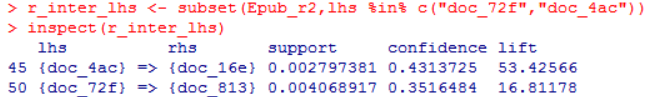 > r_inter_lhs <- subset(Epub_r2,lhs %in% c("doc_72f","doc_4ac"))
> inspect(r_inter_lhs)
   lhs          rhs       support     confidence lift
45 {doc_4ac} => {doc_16e} 0.002797381 0.4313725  53.42566
50 {doc_72f} => {doc_813} 0.004068917 0.3516484  16.81178